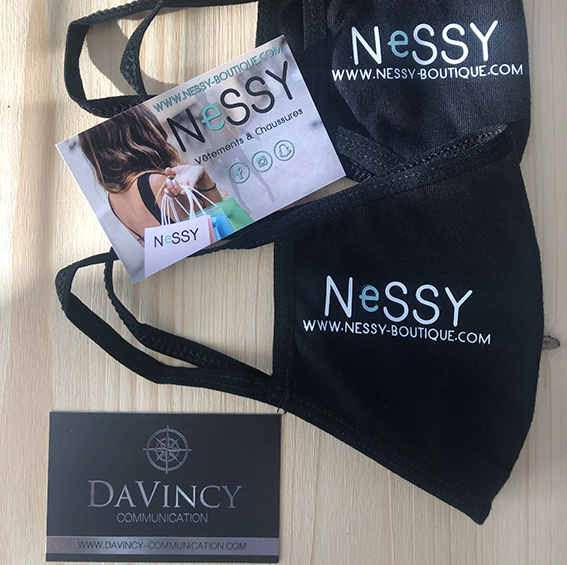 NeSSY
WWW.NESSY-BOUTIQUE.COM
WWW.NESSY-BOUTIQUE.COM
NeSSY
Vêtements & Chaussures
NeSSY
NeSSY
WWW.NESSY-BOUTIQUE.COM
DAVINCY
COMMUNICATION
WWW.DAVINCY-COMMUNICATION.COM